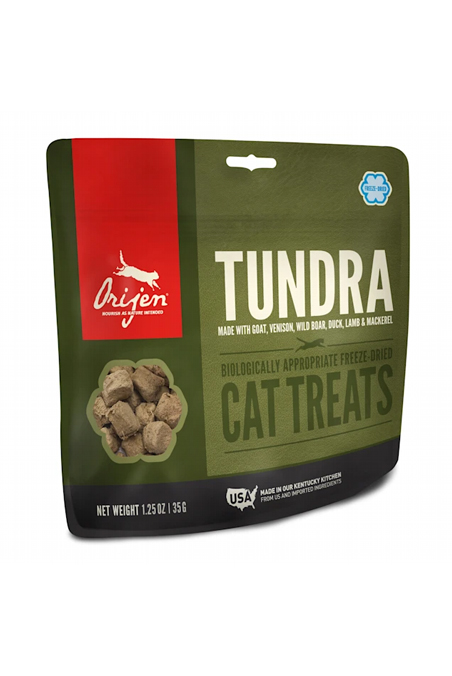 FREEZE-DRIED
Orijen®
NOURISH AS NATURE INTENDED
TUNDRA
MADE WITH GOAT, VENISON, WILD BOAR, DUCK, LAMB & MACKEREL
BIOLOGICALLY APPROPRIATE FREEZE-DRIED
CAT TREATS
NET WEIGHT 1.25 OZ | 35 G
USA
MADE IN OUR KENTUCKY KITCHEN
FROM US AND IMPORTED INGREDIENTS